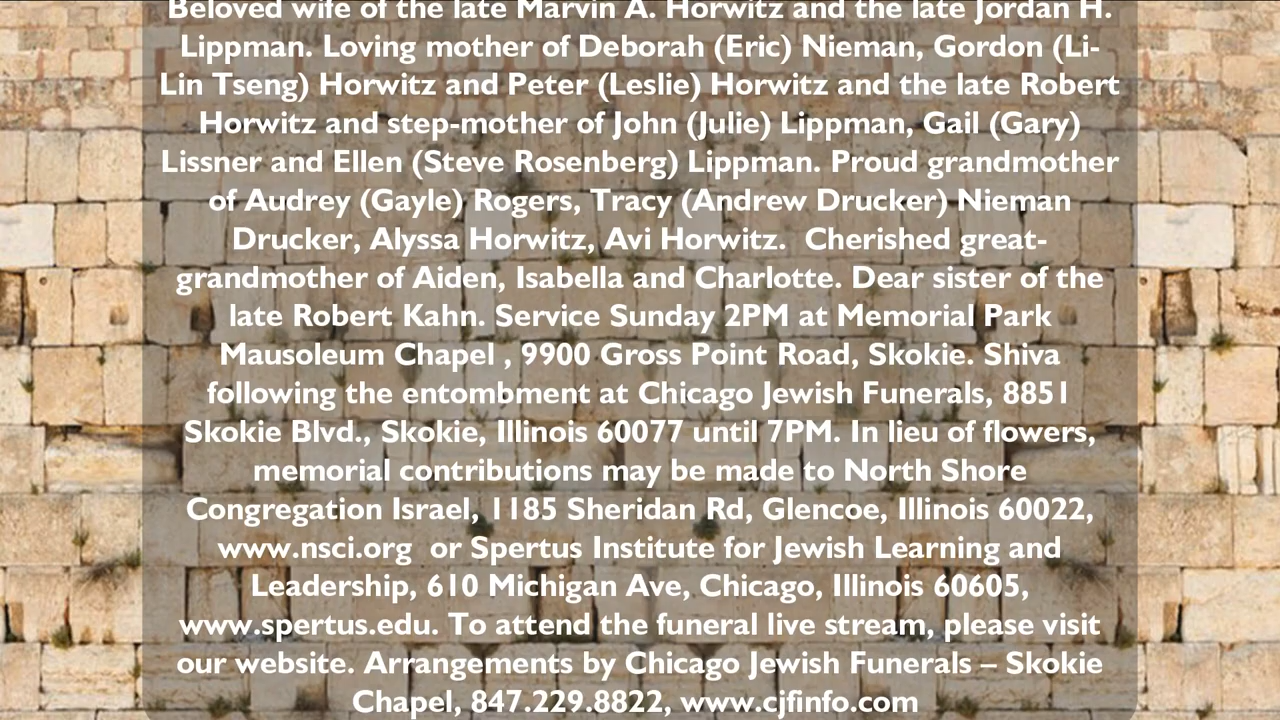 Beloved wife of the late Marvin A. Horwitz and the late Jordan H.
Lippman. Loving mother of Deborah (Eric) Nieman, Gordon (Li-
Lin Tseng) Horwitz and Peter (Leslie) Horwitz and the late Robert
Horwitz and step-mother of John (Julie) Lippman, Gail (Gary)
Lissner and Ellen (Steve Rosenberg) Lippman. Proud grandmother
of Audrey (Gayle) Rogers, Tracy (Andrew Drucker) Nieman
Drucker, Alyssa Horwitz, Avi Horwitz.  Cherished great-
grandmother of Aiden, Isabella and Charlotte. Dear sister of the
late Robert Kahn. Service Sunday 2PM at Memorial Park
Mausoleum Chapel , 9900 Gross Point Road, Skokie. Shiva
following the entombment at Chicago Jewish Funerals, 8851
Skokie Blvd., Skokie, Illinois 60077 until 7PM. In lieu of flowers,
memorial contributions may be made to North Shore
Congregation Israel, 1185 Sheridan Rd, Glencoe, Illinois 60022,
www.nsci.org  or Spertus Institute for Jewish Learning and
Leadership, 610 Michigan Ave, Chicago, Illinois 60605,
www.spertus.edu. To attend the funeral live stream, please visit
our website. Arrangements by Chicago Jewish Funerals – Skokie
Chapel, 847.229.8822, www.cjfinfo.com